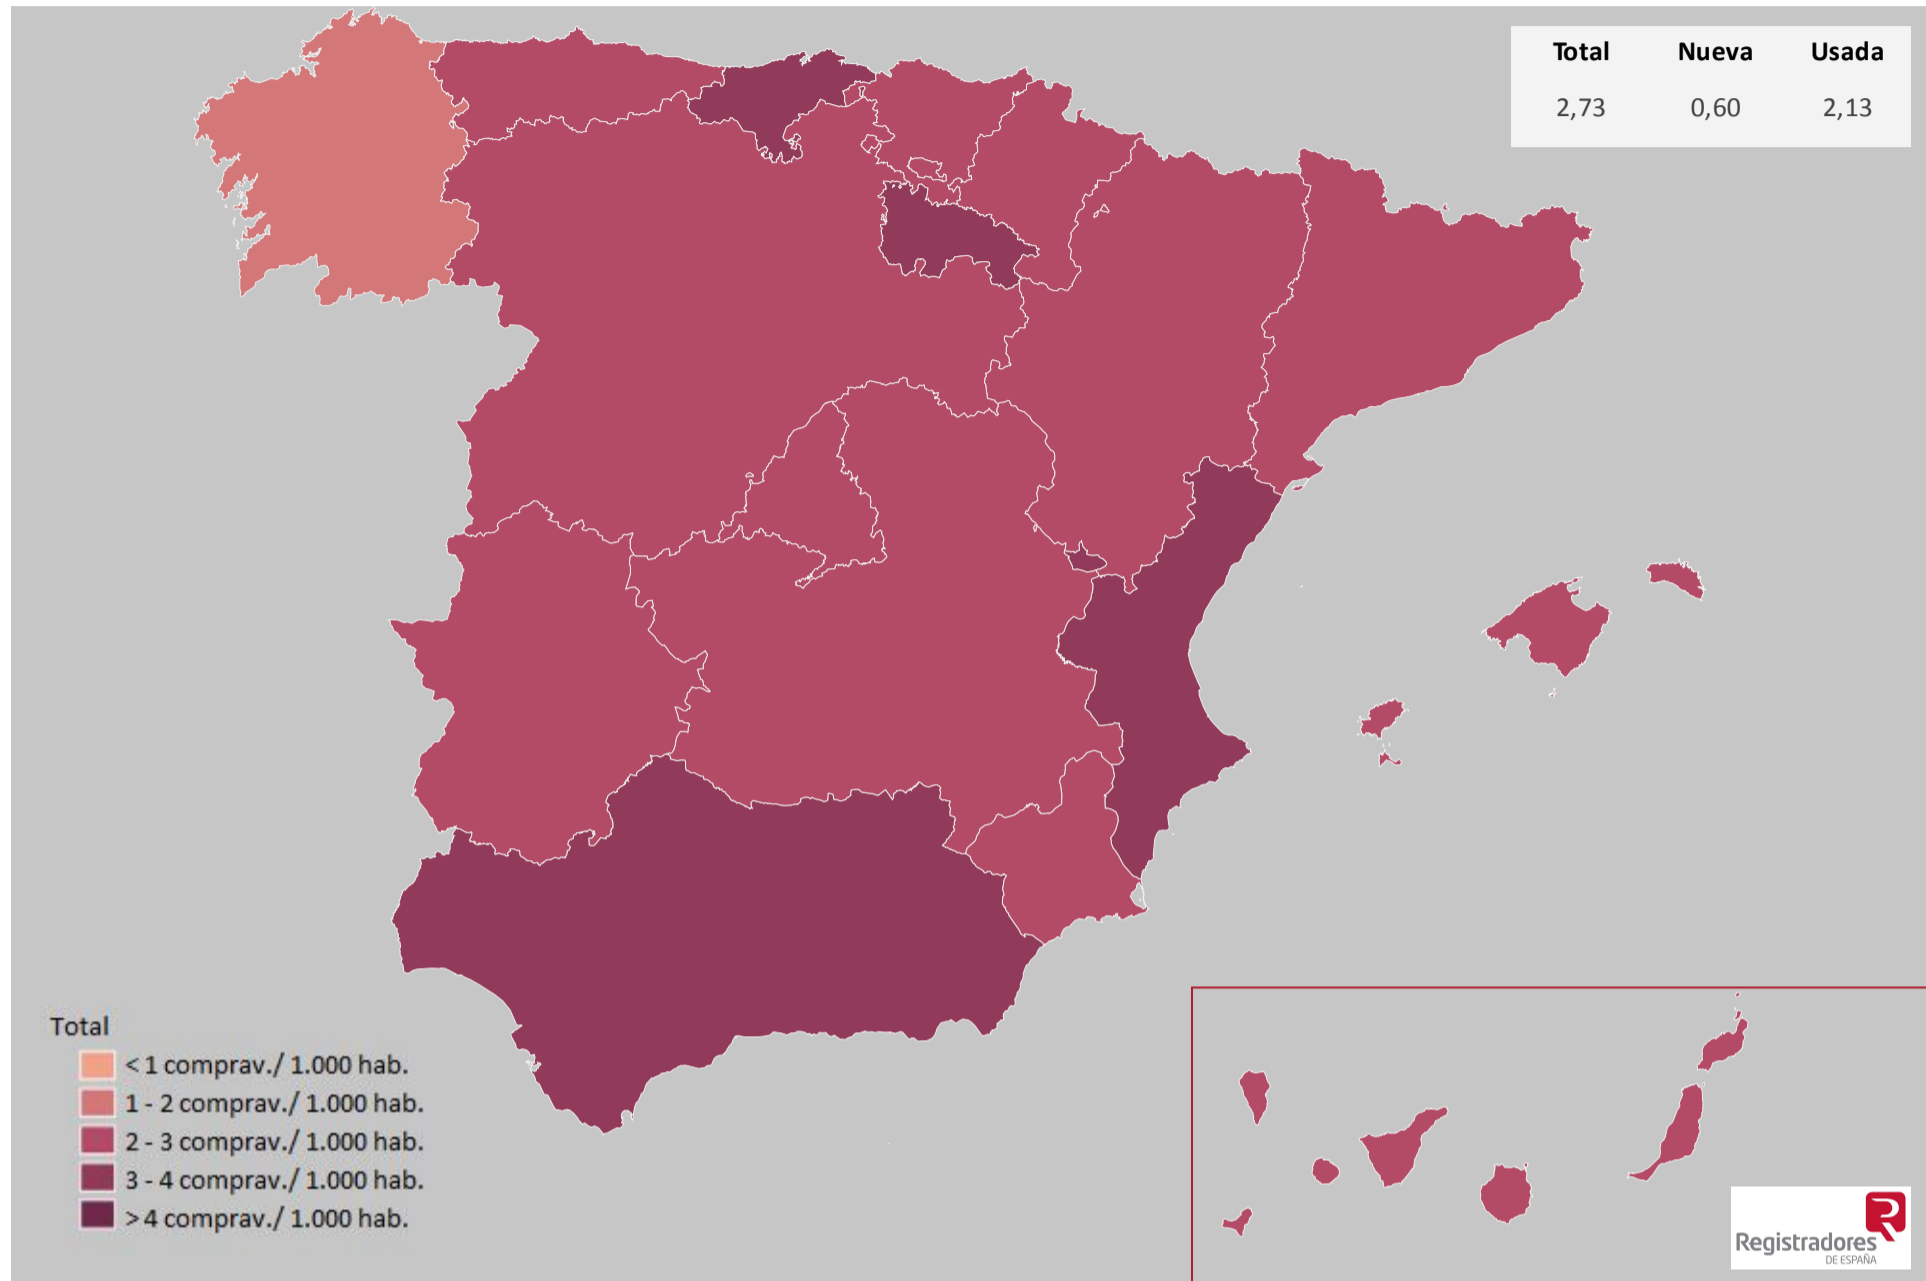 Total Nueva Usada
2,73 0,60 2,13
Total
< 1 comprav./ 1.000 hab.
1 - 2 comprav./ 1.000 hab.
2 - 3 comprav./ 1.000 hab.
3 - 4 comprav./ 1.000 hab.
> 4 comprav./ 1.000 hab.
Registradores
DE ESPAÑA